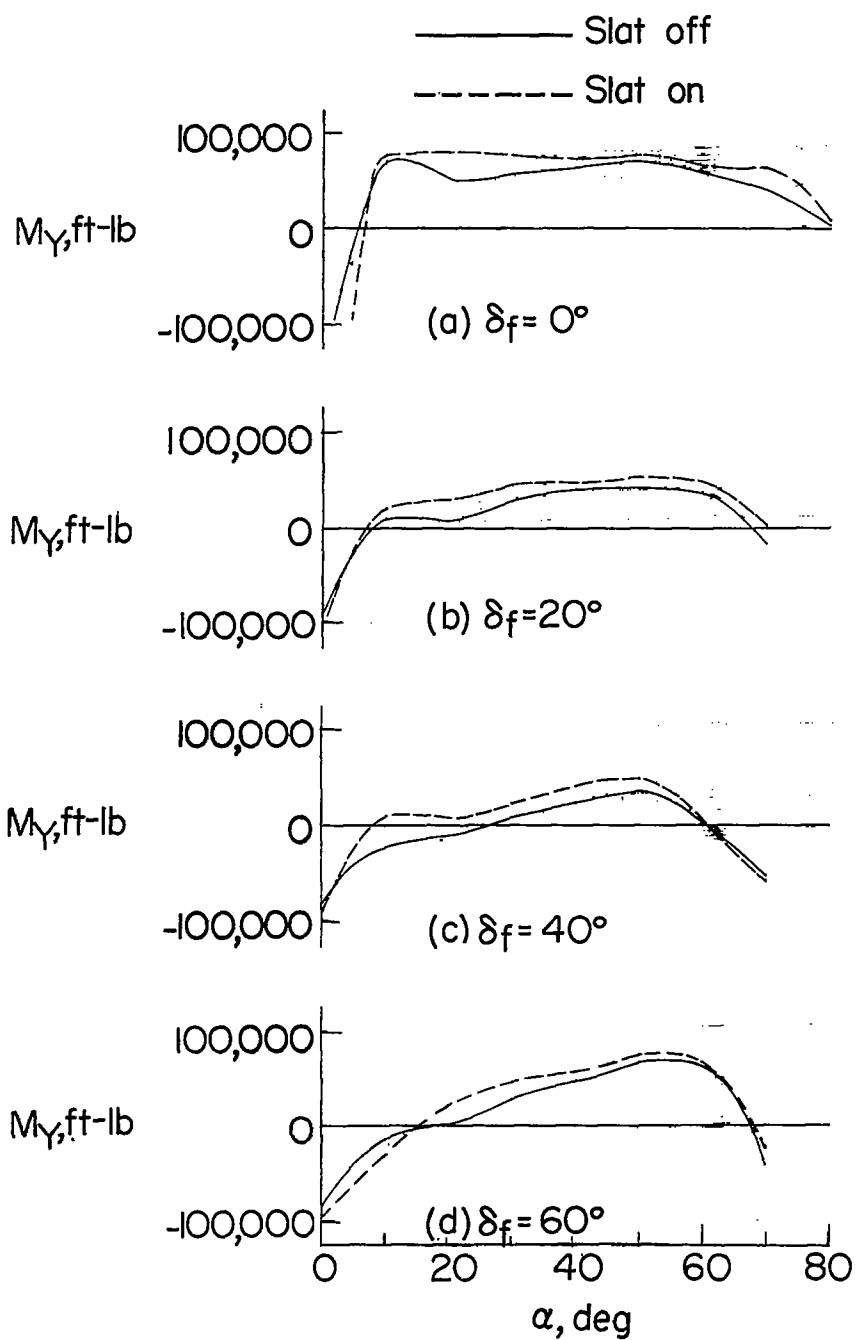 Slat off
Slat on
100,000
M_Y, ft-lb
0
-100,000
(a) δ_f = 0°
100,000
M_Y, ft-lb
0
-100,000
(b) δ_f = 20°
100,000
M_Y, ft-lb
0
-100,000
(c) δ_f = 40°
100,000
M_Y, ft-lb
0
-100,000
(d) δ_f = 60°
0 20 40 60 80
α, deg